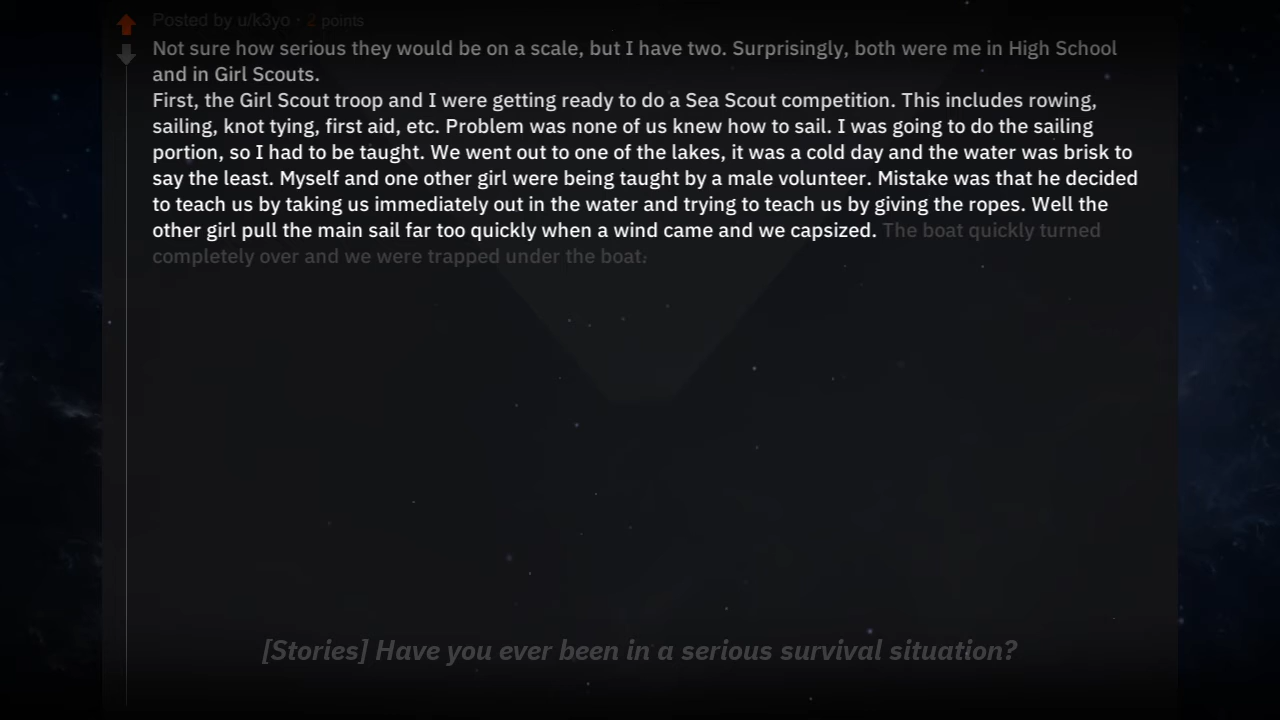 Posted by u/k3yo · 2 points
Not sure how serious they would be on a scale, but I have two. Surprisingly, both were me in High School
and in Girl Scouts.
First, the Girl Scout troop and I were getting ready to do a Sea Scout competition. This includes rowing,
sailing, knot tying, first aid, etc. Problem was none of us knew how to sail. I was going to do the sailing
portion, so I had to be taught. We went out to one of the lakes, it was a cold day and the water was brisk to
say the least. Myself and one other girl were being taught by a male volunteer. Mistake was that he decided
to teach us by taking us immediately out in the water and trying to teach us by giving the ropes. Well the
other girl pull the main sail far too quickly when a wind came and we capsized. The boat quickly turned
completely over and we were trapped under the boat.
[Stories] Have you ever been in a serious survival situation?